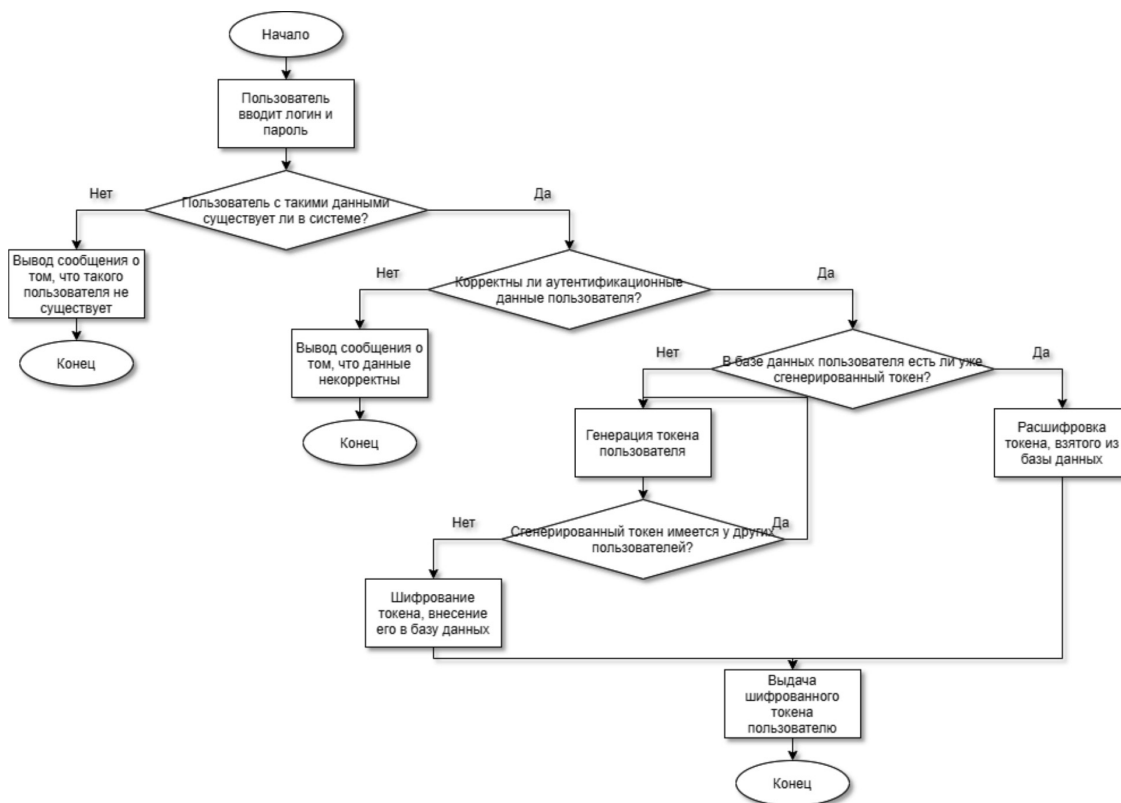 Начало
Пользователь
вводит логин и
пароль
Нет
Да
Пользователь с такими данными
существует ли в системе?
Вывод сообщения о
том, что такого
пользователя не
существует
Конец
Нет
Да
Корректны ли аутентификационные
данные пользователя?
Вывод сообщения о
том, что данные
некорректны
Конец
Нет
Да
В базе данных пользователя есть ли уже
сгенерированный токен?
Генерация токена
пользователя
Расшифровка
токена, взятого из
базы данных
Нет
Да
Сгенерированный токен имеется у других
пользователей?
Шифрование
токена, внесение
его в базу данных
Выдача
шифрованного
токена
пользователю
Конец